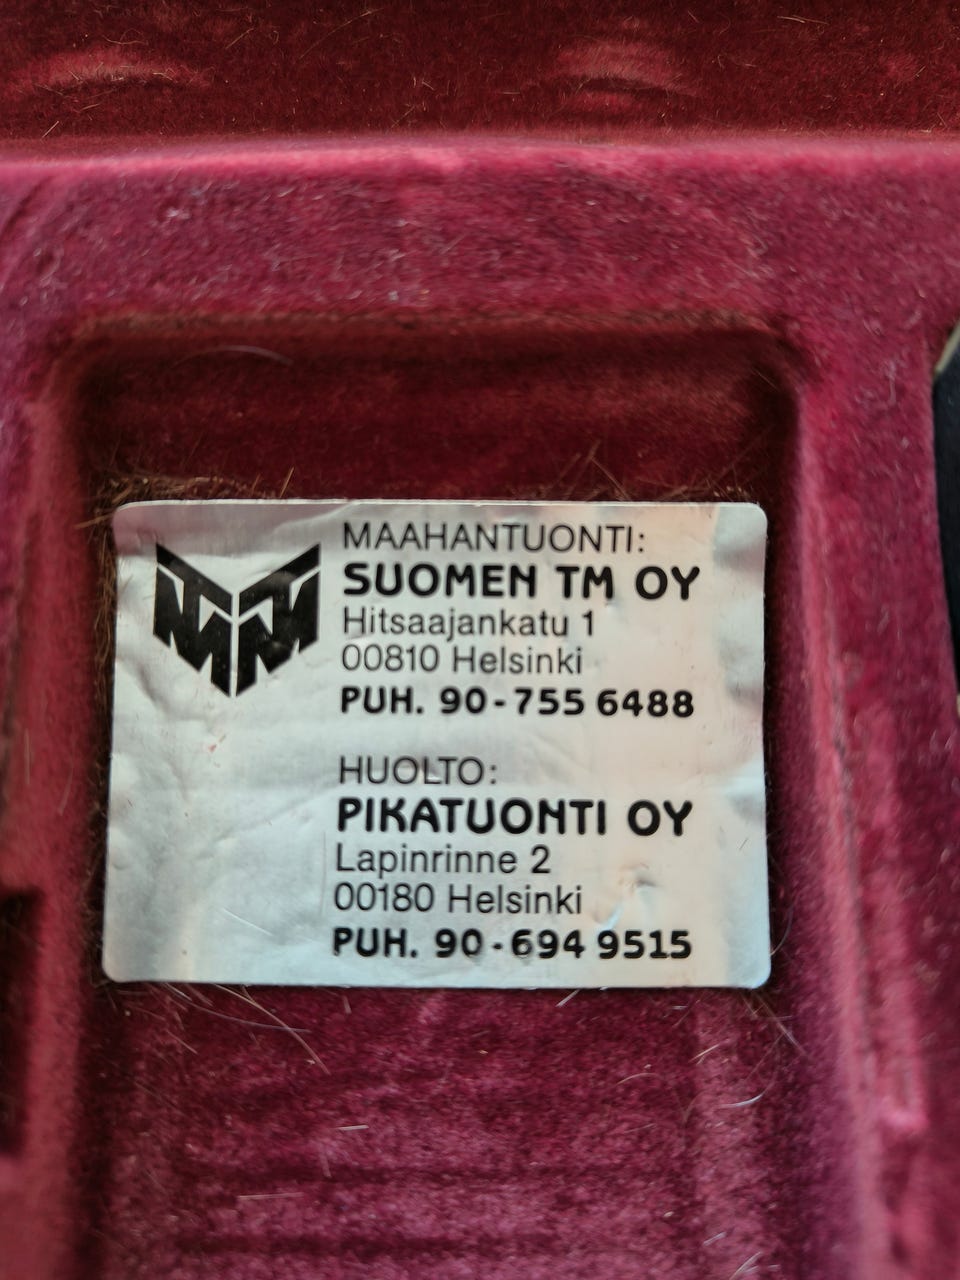 MAAHANTUONTI:
SUOMEN TM OY
Hitsaajankatu 1
00810 Helsinki
PUH. 90-755 6488
HUOLTO:
PIKATUONTI OY
Lapinrinne 2
00180 Helsinki
PUH. 90-694 9515